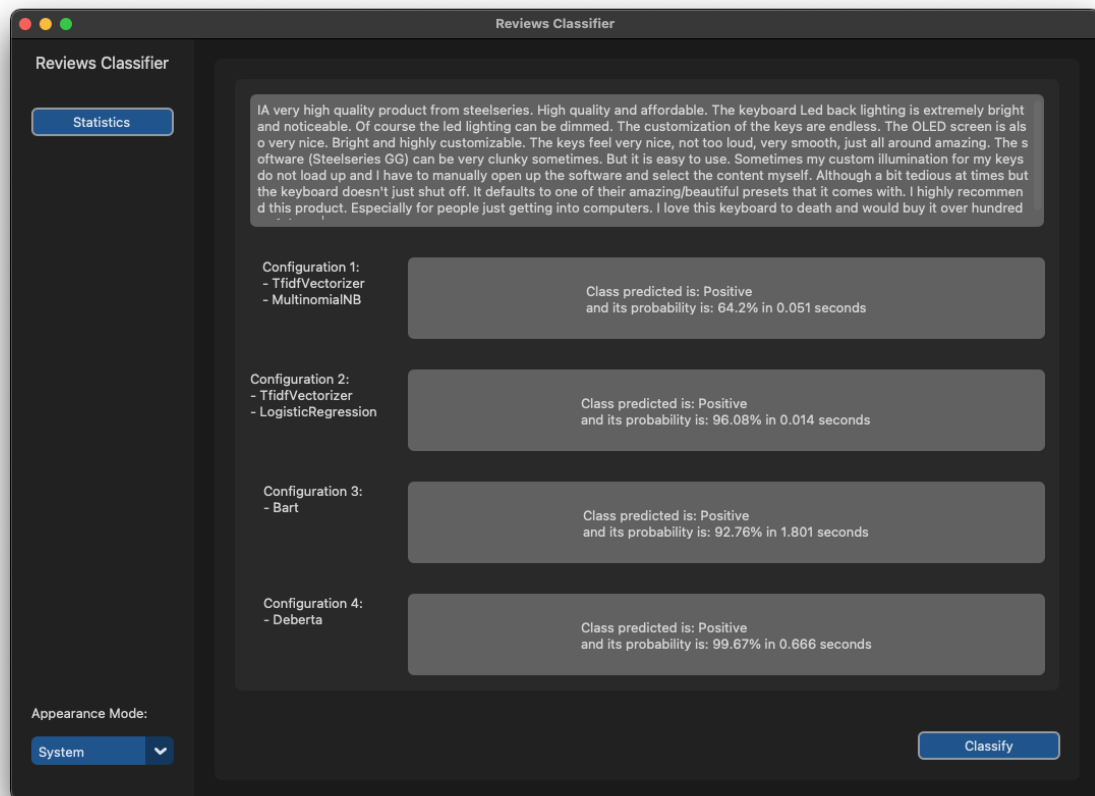 Reviews Classifier
Reviews Classifier
Statistics
IA very high quality product from steelseries. High quality and affordable. The keyboard Led back lighting is extremely bright
and noticeable. Of course the led lighting can be dimmed. The customization of the keys are endless. The OLED screen is als
o very nice. Bright and highly customizable. The keys feel very nice, not too loud, very smooth, just all around amazing. The s
oftware (Steelseries GG) can be very clunky sometimes. But it is easy to use. Sometimes my custom illumination for my keys
do not load up and I have to manually open up the software and select the content myself. Although a bit tedious at times but
the keyboard doesn't just shut off. It defaults to one of their amazing/beautiful presets that it comes with. I highly recommen
d this product. Especially for people just getting into computers. I love this keyboard to death and would buy it over hundred
Configuration 1:
- TfidfVectorizer
- MultinomialNB
Class predicted is: Positive
and its probability is: 64.2% in 0.051 seconds
Configuration 2:
- TfidfVectorizer
- LogisticRegression
Class predicted is: Positive
and its probability is: 96.08% in 0.014 seconds
Configuration 3:
- Bart
Class predicted is: Positive
and its probability is: 92.76% in 1.801 seconds
Configuration 4:
- Deberta
Class predicted is: Positive
and its probability is: 99.67% in 0.666 seconds
Appearance Mode:
System
Classify